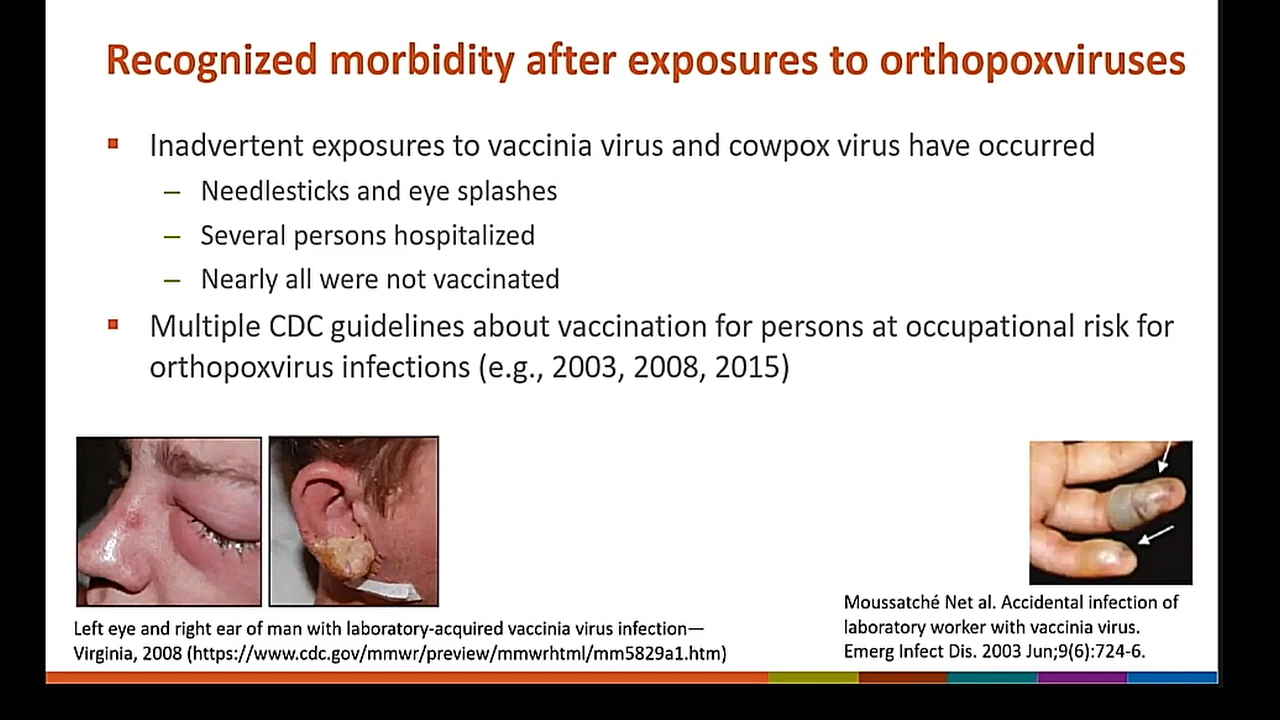 Recognized morbidity after exposures to orthopoxviruses
Inadvertent exposures to vaccinia virus and cowpox virus have occurred
– Needlesticks and eye splashes
– Several persons hospitalized
– Nearly all were not vaccinated
Multiple CDC guidelines about vaccination for persons at occupational risk for
orthopoxvirus infections (e.g., 2003, 2008, 2015)
Left eye and right ear of man with laboratory-acquired vaccinia virus infection—
Virginia, 2008 (https://www.cdc.gov/mmwr/preview/mmwrhtml/mm5829a1.htm)
Moussatché Net al. Accidental infection of
laboratory worker with vaccinia virus.
Emerg Infect Dis. 2003 Jun;9(6):724-6.